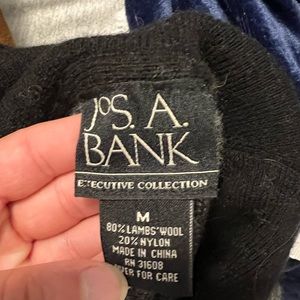 JOS. A.
BANK
EXECUTIVE COLLECTION
M
80% LAMBS' WOOL
20% NYLON
MADE IN CHINA
RN 31608
FOR CARE